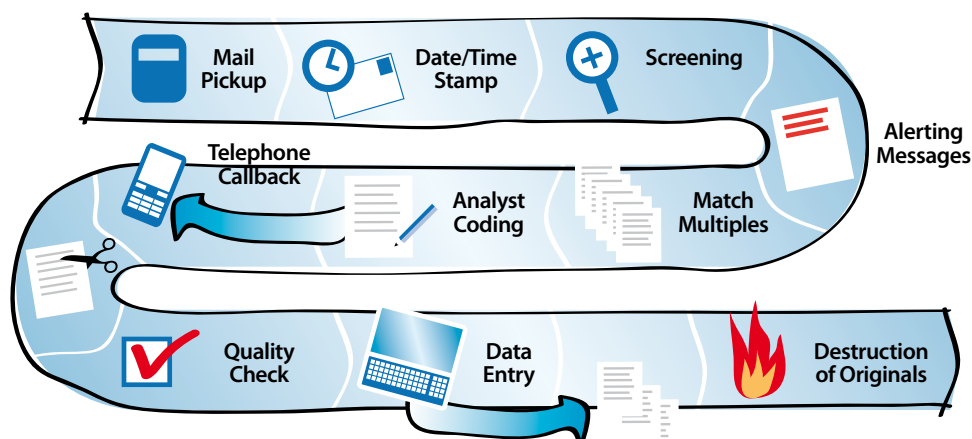 Mail
Pickup
Date/Time
Stamp
Screening
Alerting
Messages
Match
Multiples
Analyst
Coding
Telephone
Callback
Quality
Check
Data
Entry
Destruction
of Originals